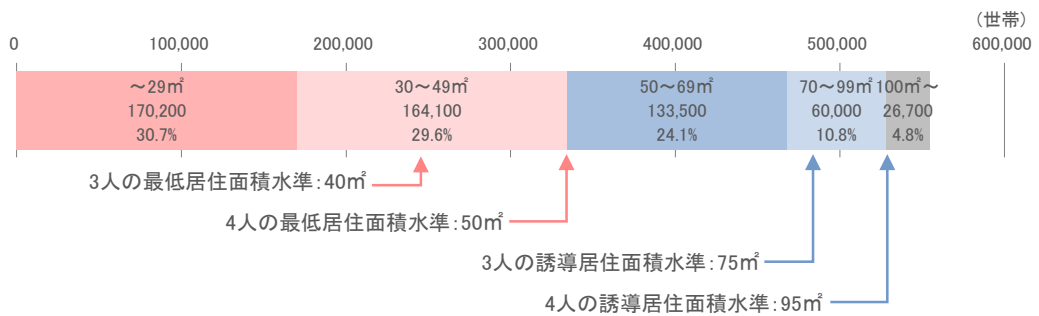 （世帯）
0 100,000 200,000 300,000 400,000 500,000 600,000
～29㎡ 30～49㎡ 50～69㎡ 70～99㎡ 100㎡～
170,200 164,100 133,500 60,000 26,700
30.7% 29.6% 24.1% 10.8% 4.8%
3人の最低居住面積水準：40㎡
4人の最低居住面積水準：50㎡
3人の誘導居住面積水準：75㎡
4人の誘導居住面積水準：95㎡